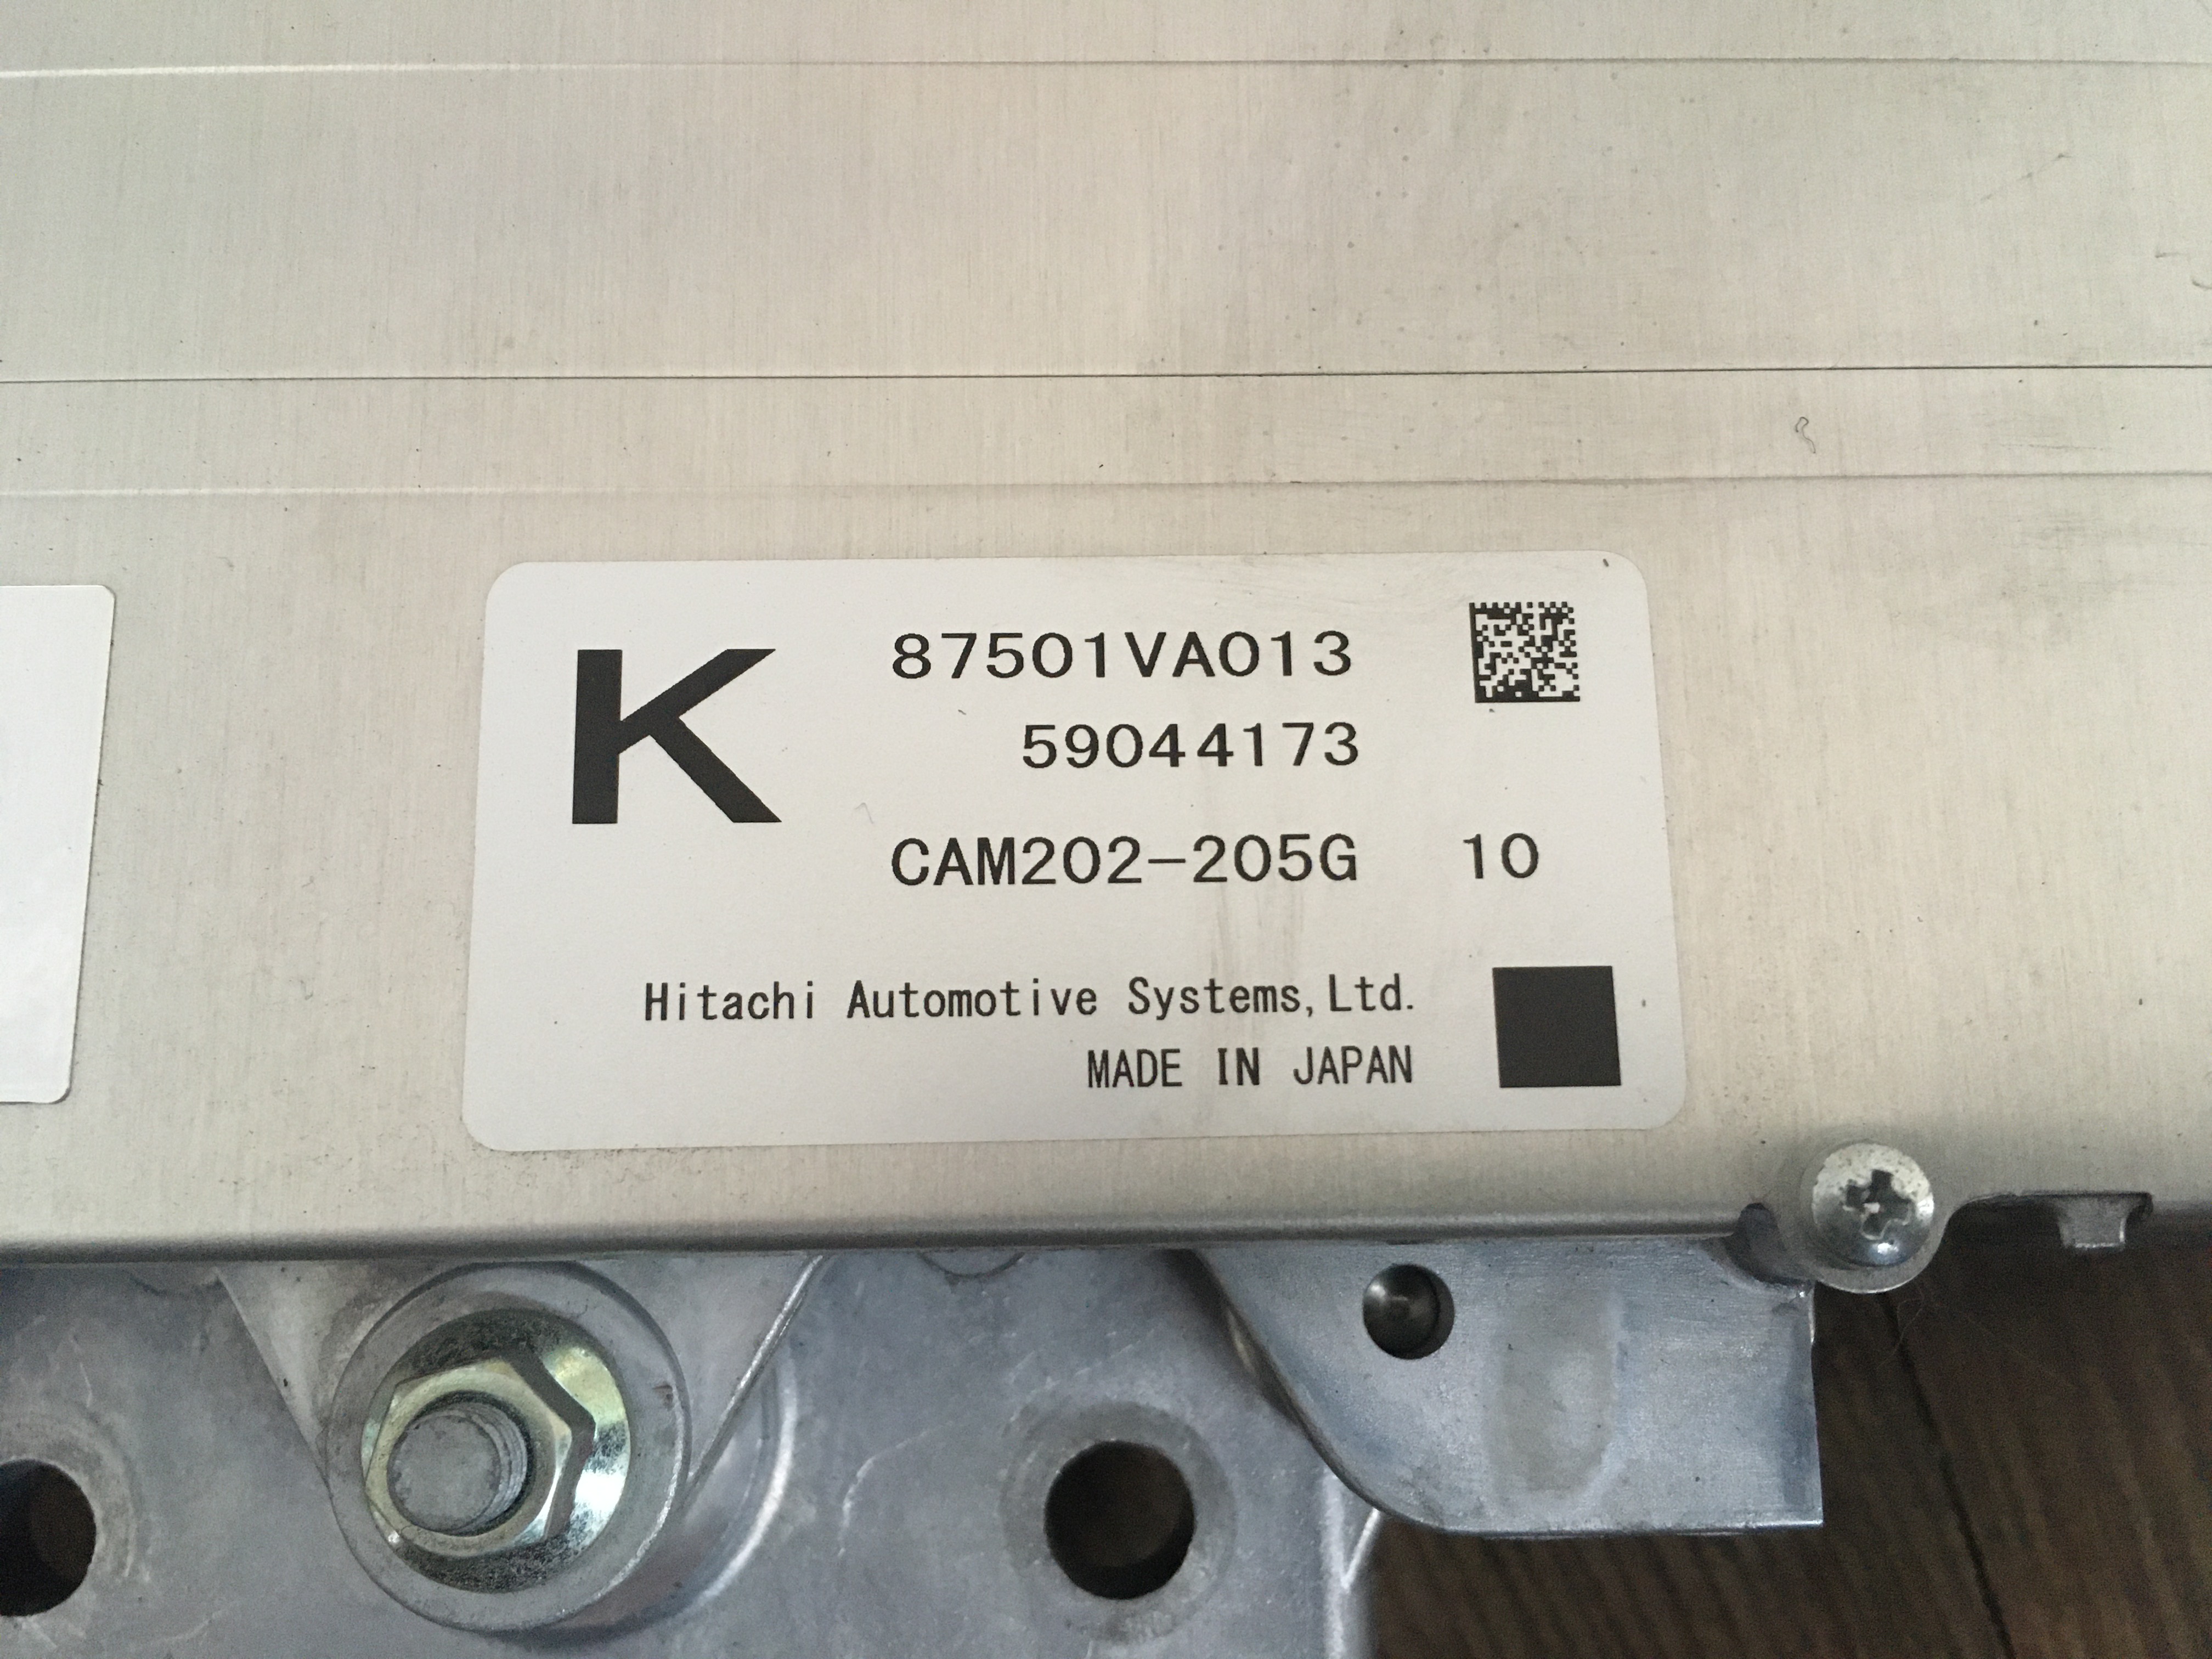 K
87501VA013
59044173
CAM202-205G 10
Hitachi Automotive Systems, Ltd.
MADE IN JAPAN